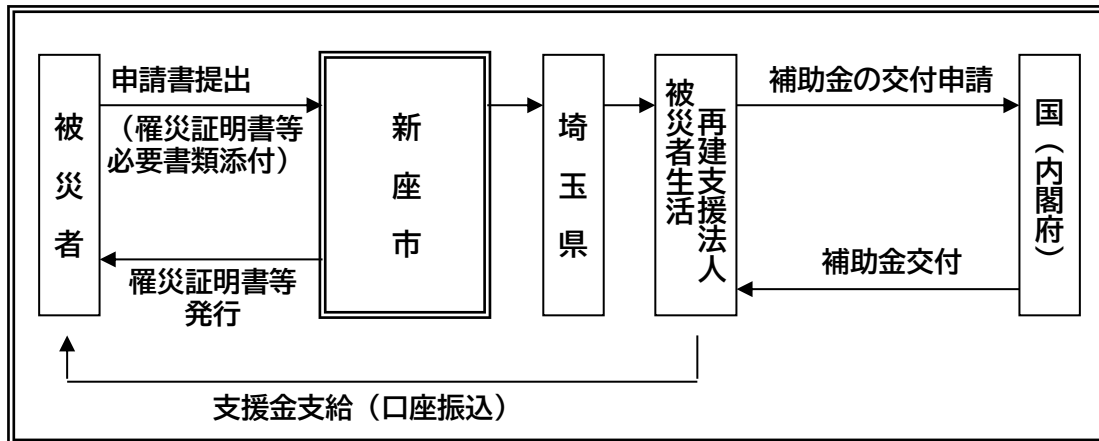 申請書提出
（罹災証明書等
必要書類添付）
罹災証明書等
発行
被災者
新座市
埼玉県
被災者生活
再建支援法人
補助金の交付申請
補助金交付
国（内閣府）
支援金支給（口座振込）